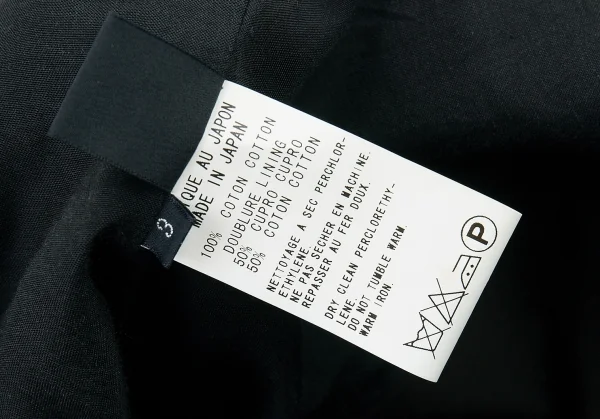 QUE AU JAPON
MADE IN JAPAN
100% COTON COTTON
DOUBLURE LINING
50% CUPRO CUPRO
50% COTON COTTON
NETTOYAGE A SEC PERCHLOR-
ETHYLENE.
NE PAS SECHER EN MACHINE.
REPASSER AU FER DOUX.
DRY CLEAN PERCLORETHY-
LENE.
DO NOT TUMBLE WARM
WARM IRON.
P
9